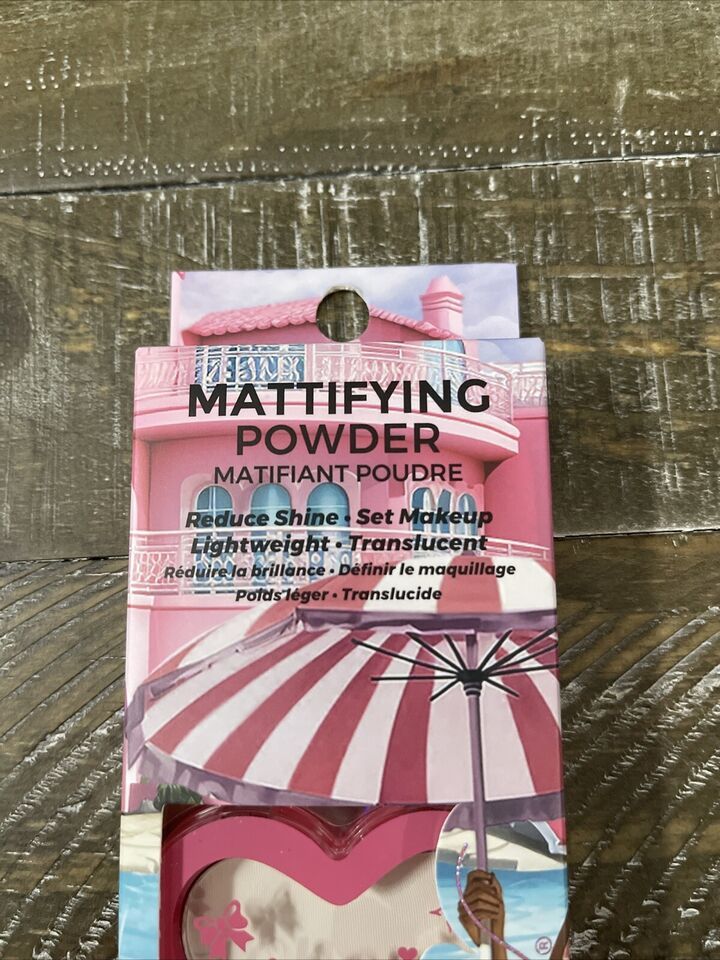 MATTIFYING
POWDER
MATIFIANT POUDRE
Reduce Shine • Set Makeup
Lightweight • Translucent
Réduire la brillance • Définir le maquillage
Poids léger • Translucide
®